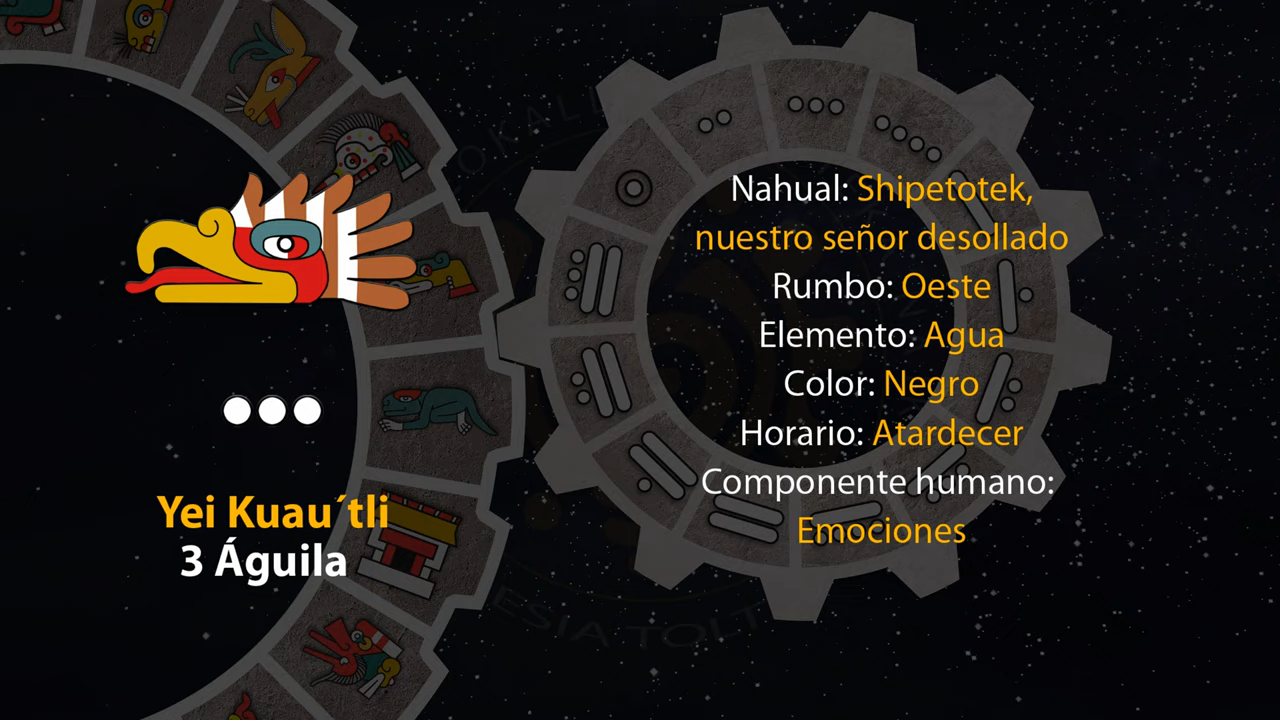 Yei Kuau´tli
3 Águila
Nahual: Shipetotek,
nuestro señor desollado
Rumbo: Oeste
Elemento: Agua
Color: Negro
Horario: Atardecer
Componente humano:
Emociones